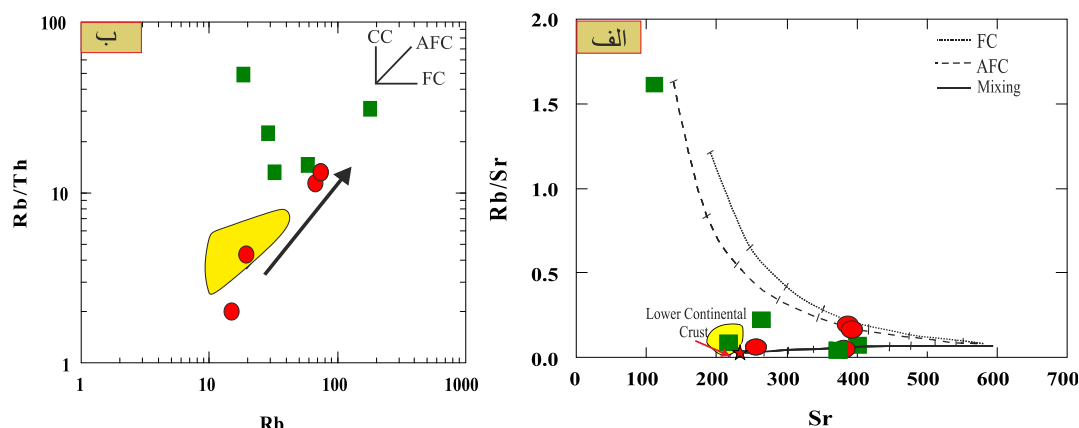 ب
100
10
1
Rb/Th
CC
AFC
FC
1
10
100
1000
Rb
الف
2.0
1.5
1.0
0.5
0.0
Rb/Sr
FC
AFC
Mixing
Lower Continental
Crust
0
100
200
300
400
500
600
700
Sr